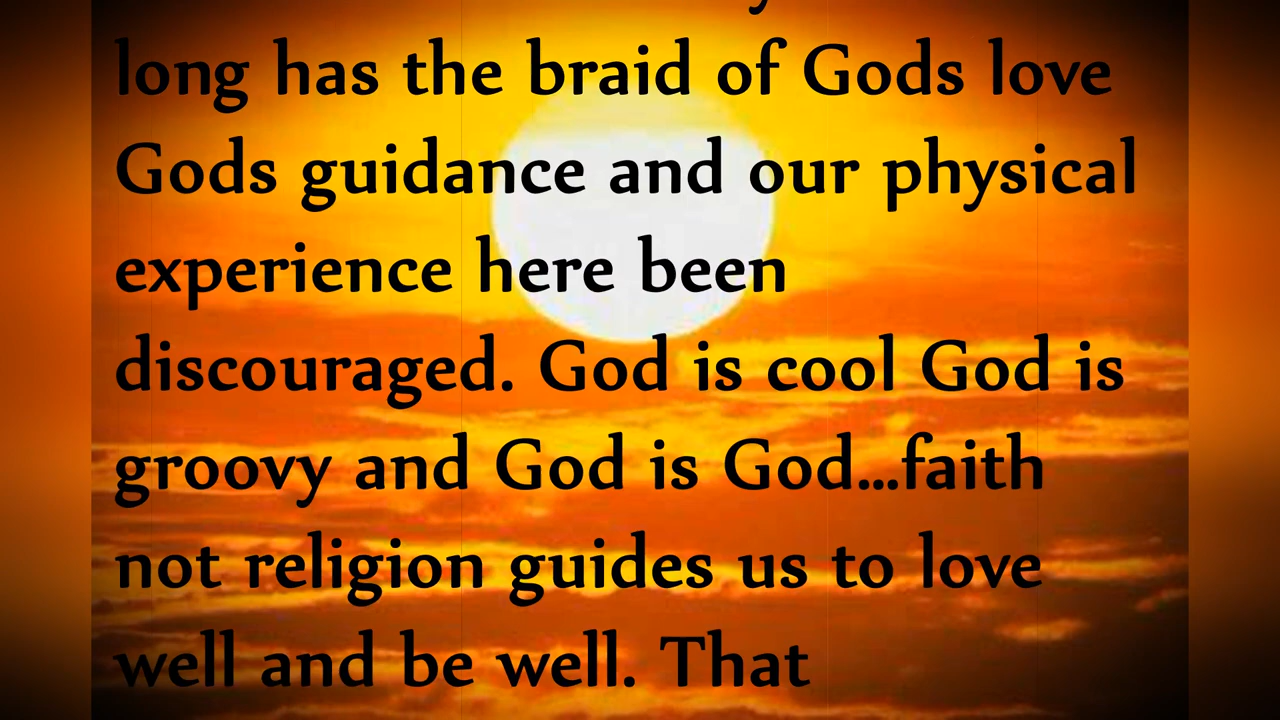 long has the braid of Gods love
Gods guidance and our physical
experience here been
discouraged. God is cool God is
groovy and God is God...faith
not religion guides us to love
well and be well. That